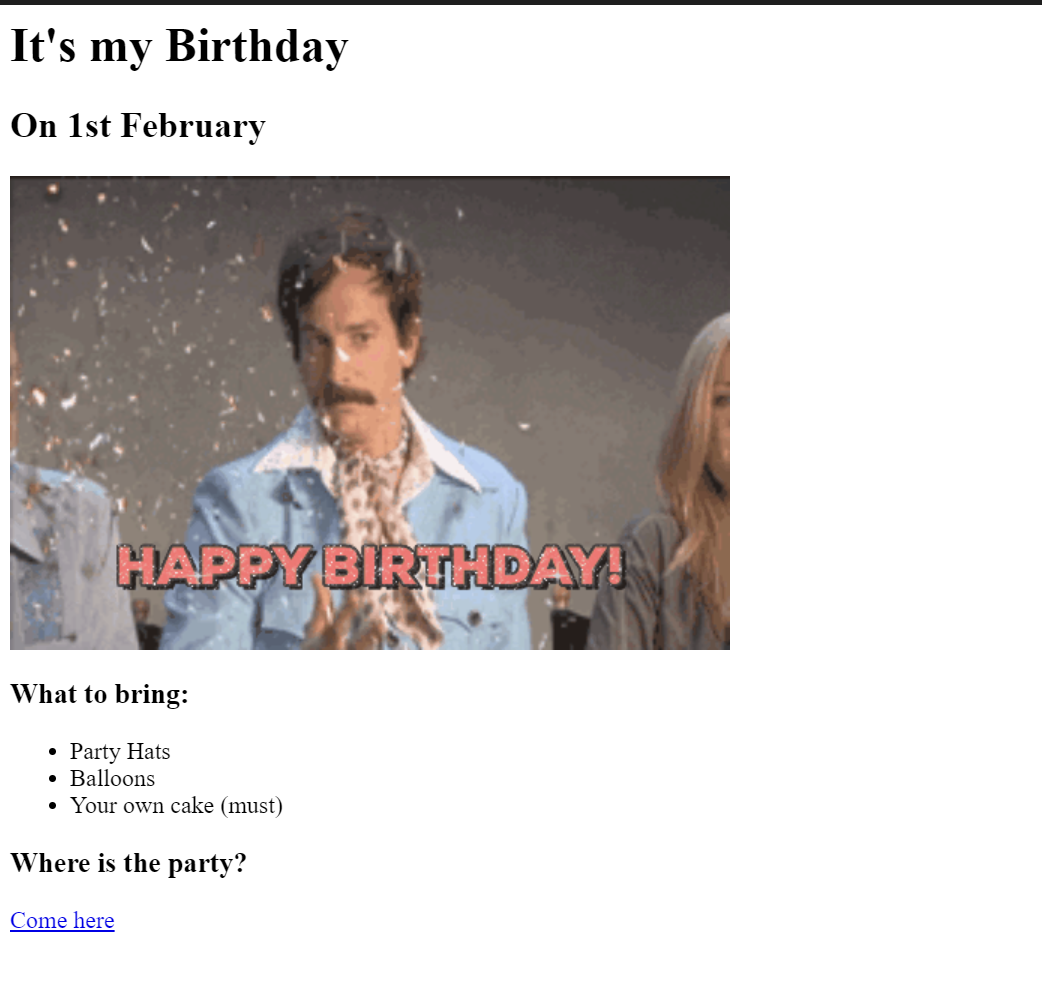 It's my Birthday
On 1st February
HAPPY BIRTHDAY!
What to bring:
Party Hats
Balloons
Your own cake (must)
Where is the party?
Come here